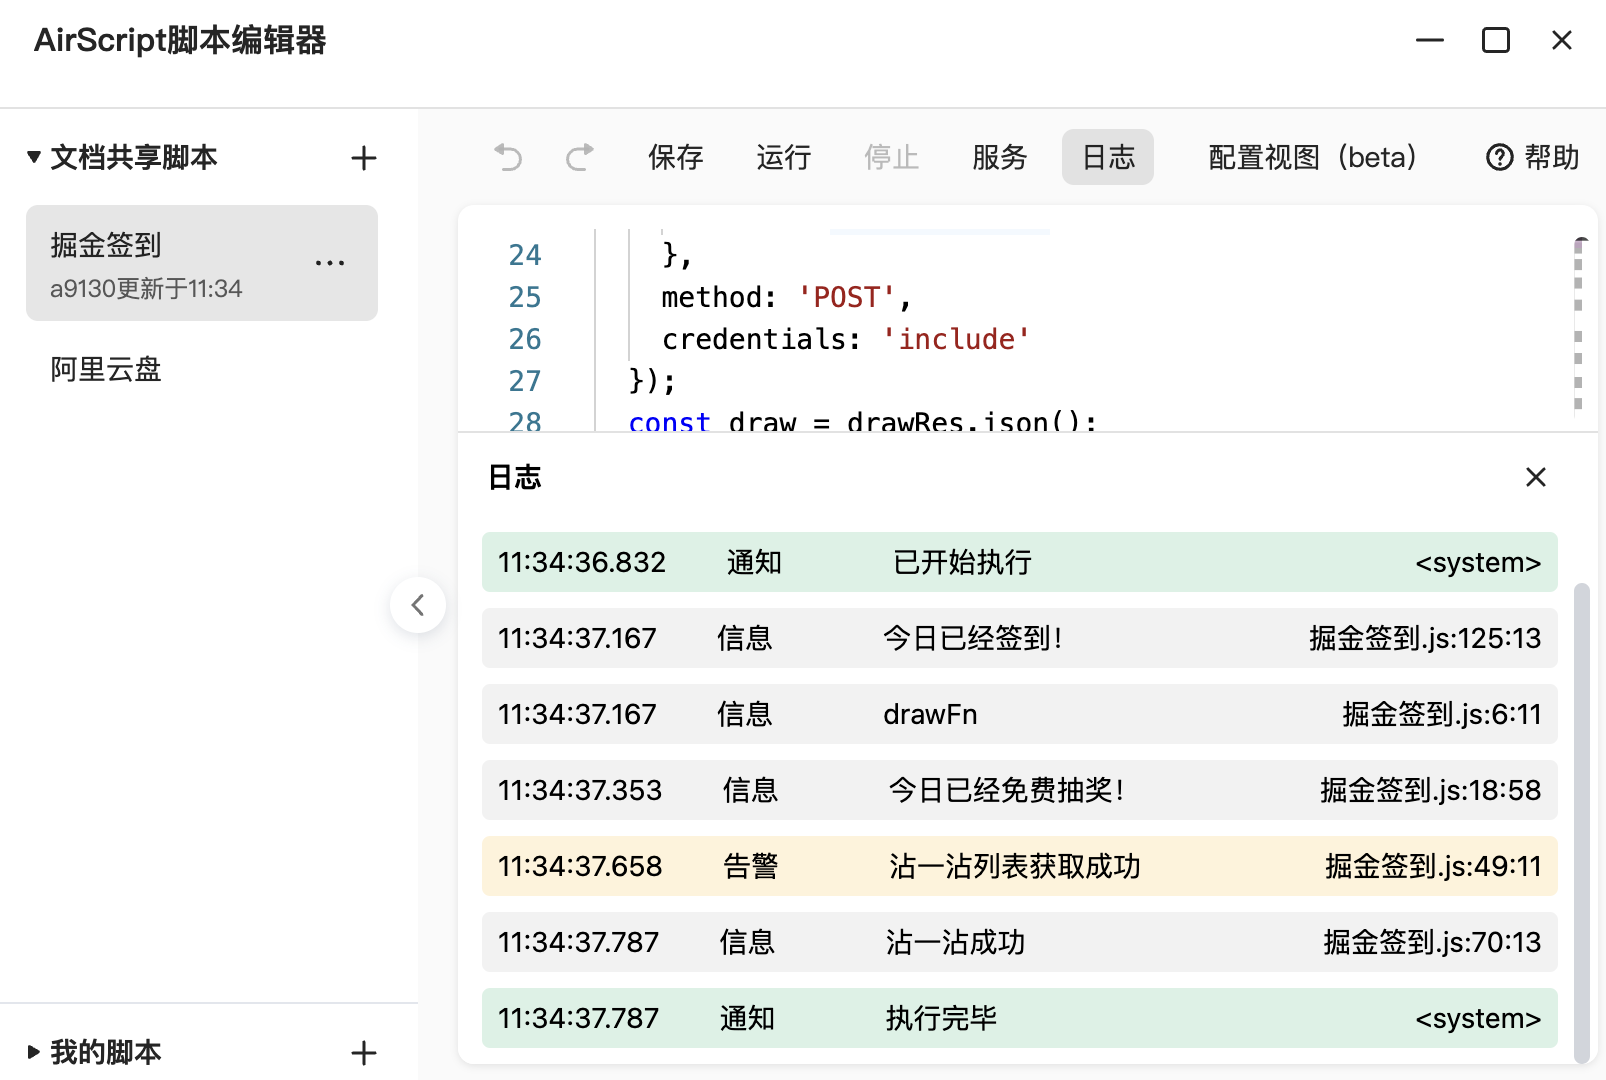 AirScript脚本编辑器
文档共享脚本
掘金签到
a9130更新于11:34
阿里云盘
我的脚本
保存 运行 停止 服务 日志 配置视图（beta） 帮助
24 },
25 method: 'POST',
26 credentials: 'include'
27 });
28 const draw = drawRes.json();
日志
11:34:36.832 通知 已开始执行 <system>
11:34:37.167 信息 今日已经签到！ 掘金签到.js:125:13
11:34:37.167 信息 drawFn 掘金签到.js:6:11
11:34:37.353 信息 今日已经免费抽奖！ 掘金签到.js:18:58
11:34:37.658 告警 沾一沾列表获取成功 掘金签到.js:49:11
11:34:37.787 信息 沾一沾成功 掘金签到.js:70:13
11:34:37.787 通知 执行完毕 <system>